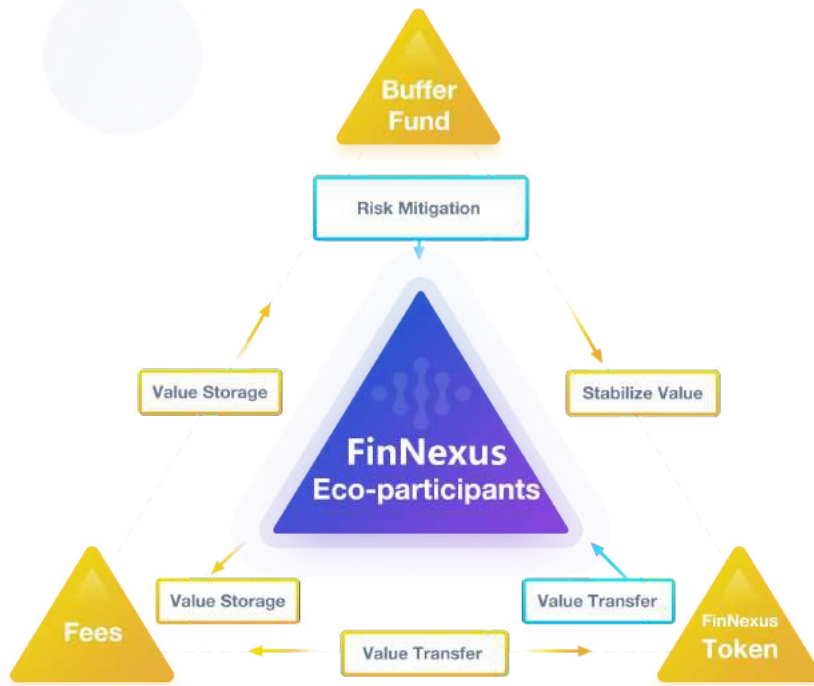 Buffer
Fund
Risk Mitigation
Value Storage
Stabilize Value
FinNexus
Eco-participants
Value Storage
Value Transfer
Fees
Value Transfer
FinNexus
Token